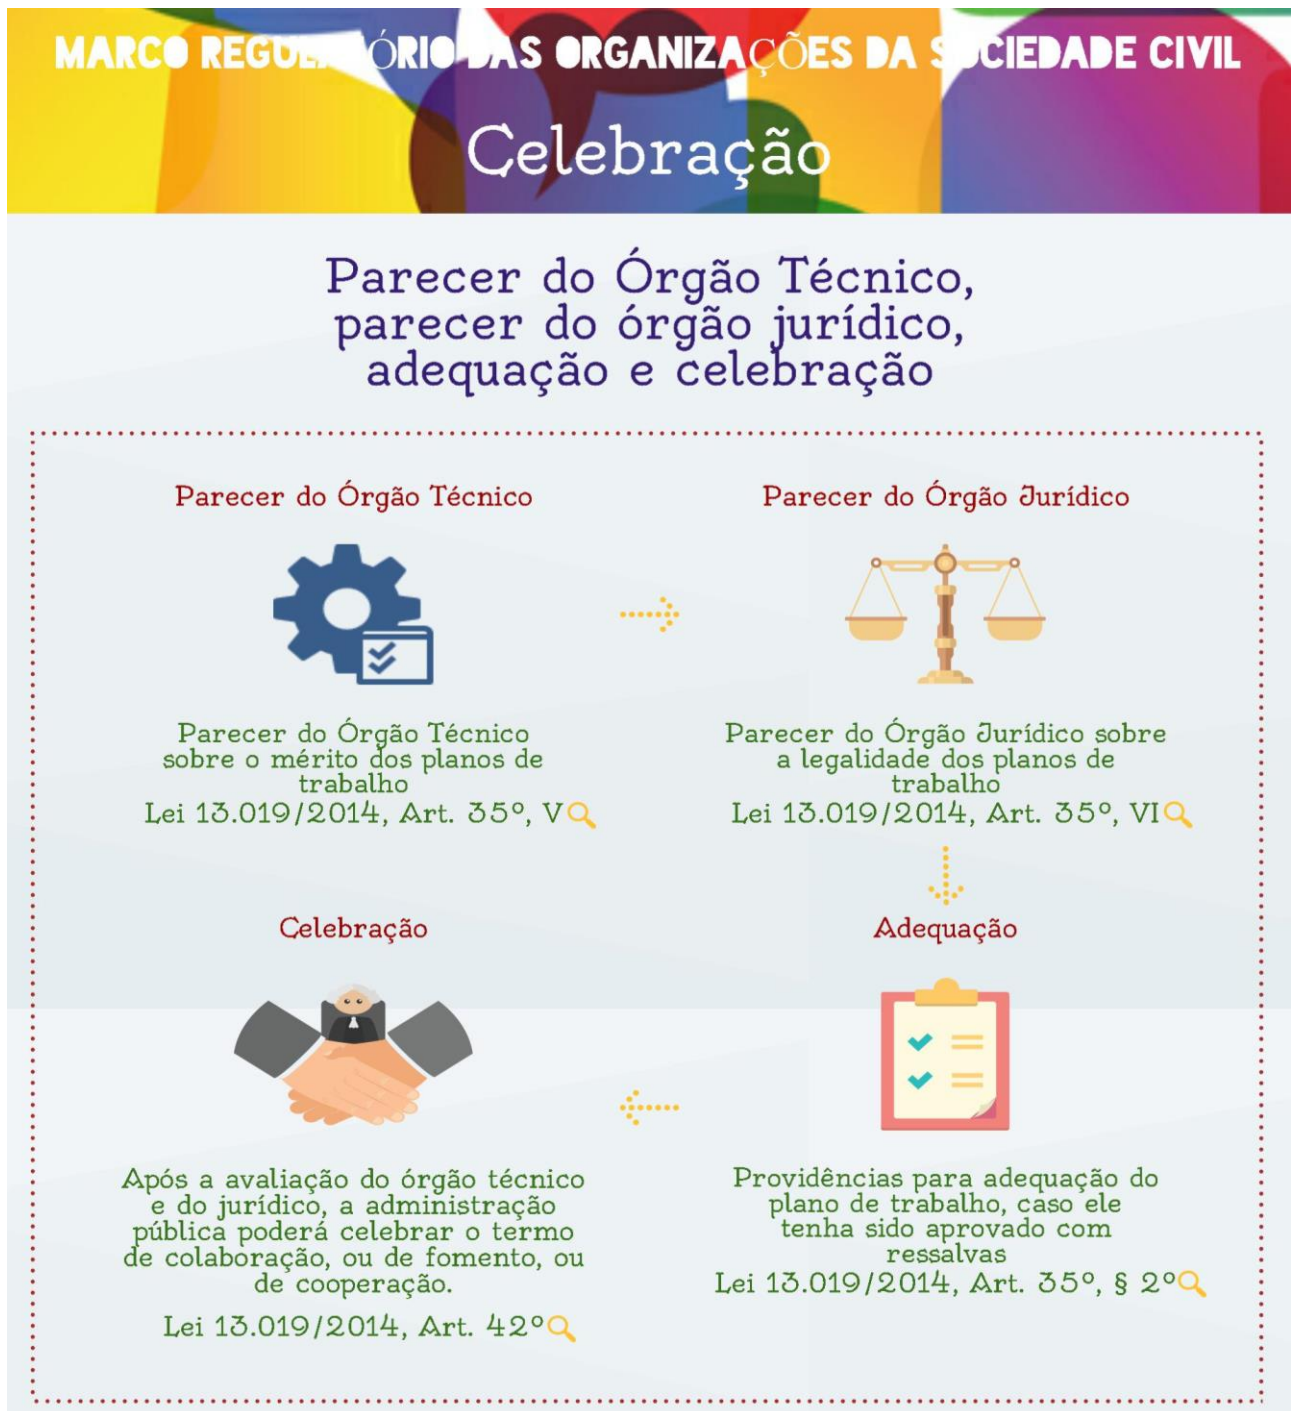 MARCO REGULATÓRIO DAS ORGANIZAÇÕES DA SOCIEDADE CIVIL
Celebração
Parecer do Órgão Técnico,
parecer do órgão jurídico,
adequação e celebração
Parecer do Órgão Técnico
Parecer do Órgão Técnico
sobre o mérito dos planos de
trabalho
Lei 13.019/2014, Art. 35º, V
Parecer do Órgão Jurídico
Parecer do Órgão Jurídico sobre
a legalidade dos planos de
trabalho
Lei 13.019/2014, Art. 35º, VI
Adequação
Providências para adequação do
plano de trabalho, caso ele
tenha sido aprovado com
ressalvas
Lei 13.019/2014, Art. 35º, § 2º
Celebração
Após a avaliação do órgão técnico
e do jurídico, a administração
pública poderá celebrar o termo
de colaboração, ou de fomento, ou
de cooperação.
Lei 13.019/2014, Art. 42º